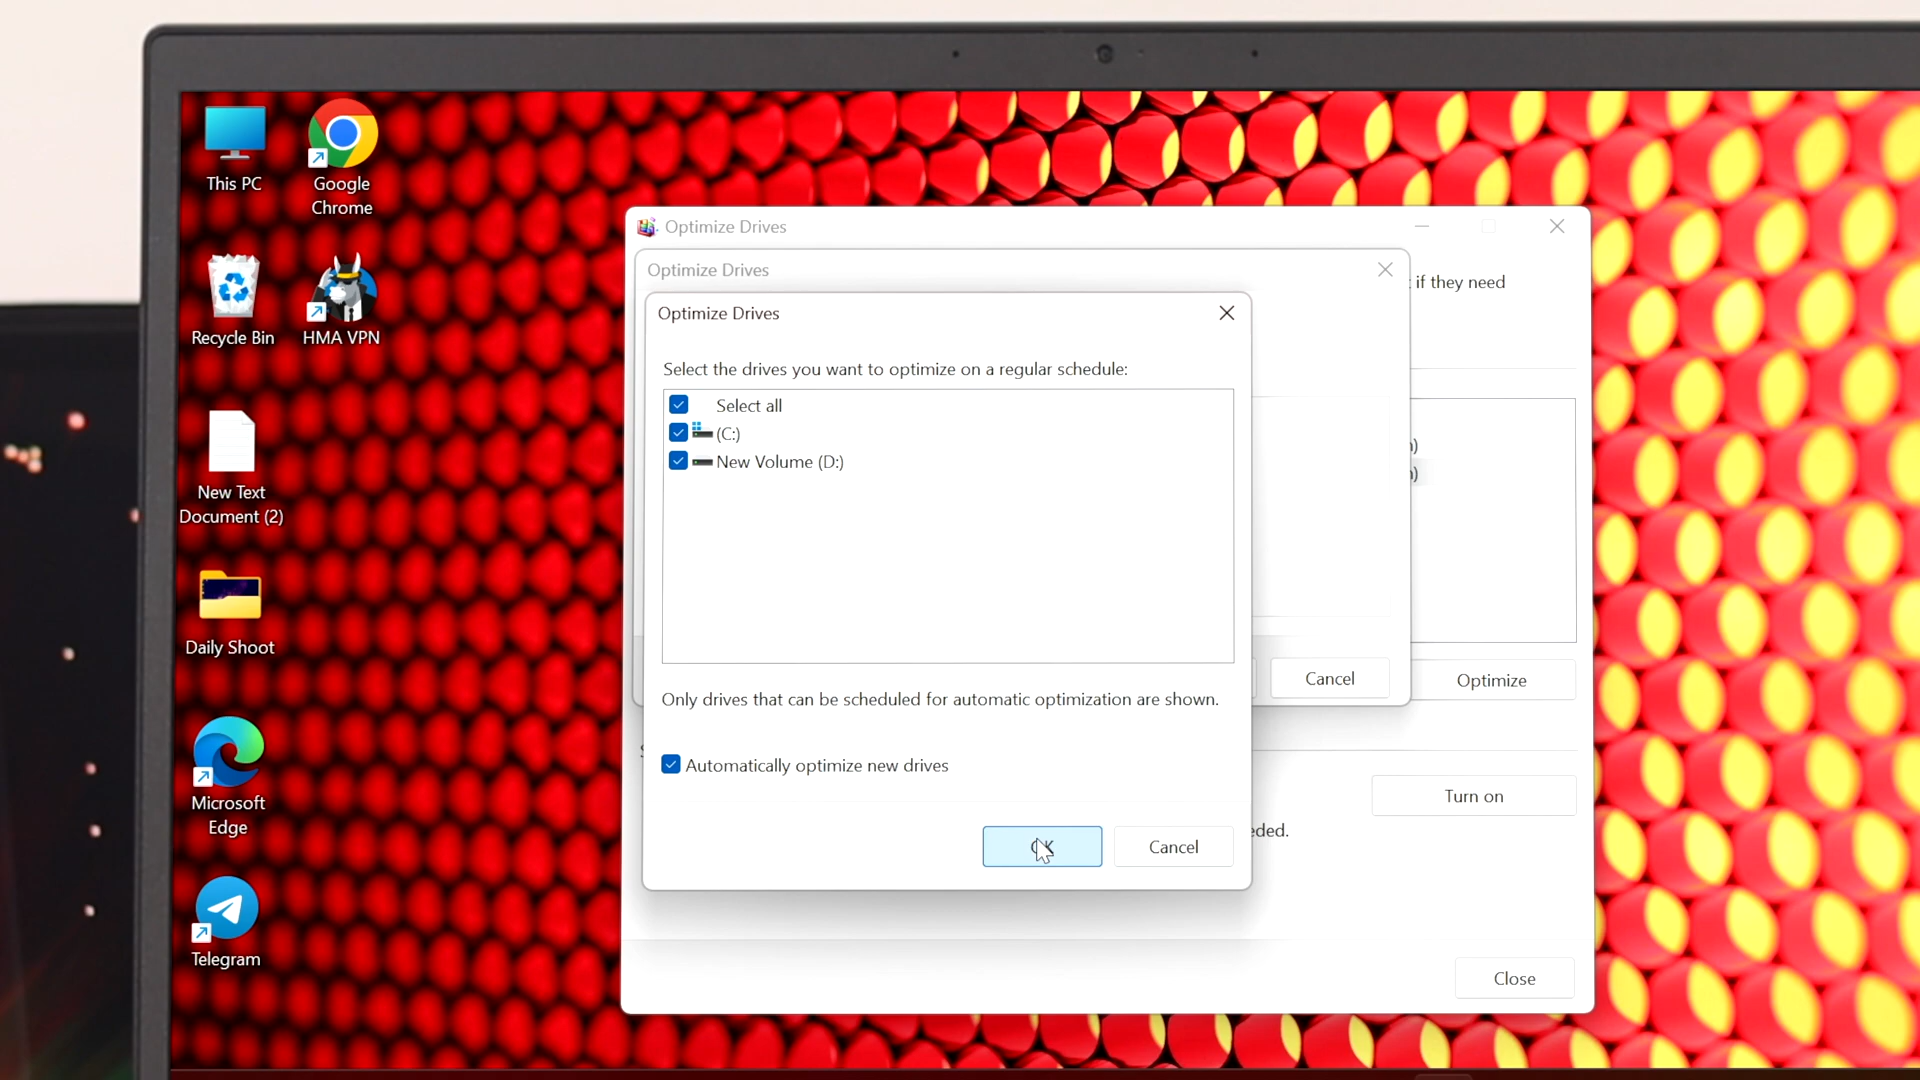 This PC
Google
Chrome
Recycle Bin
HMA VPN
New Text
Document (2)
Daily Shoot
Microsoft
Edge
Telegram
Optimize Drives
if they need
Optimize Drives
Optimize Drives
Select the drives you want to optimize on a regular schedule:
Select all
(C:)
New Volume (D:)
Only drives that can be scheduled for automatic optimization are shown.
Automatically optimize new drives
OK
Cancel
Cancel
Optimize
Turn on
eded.
Close